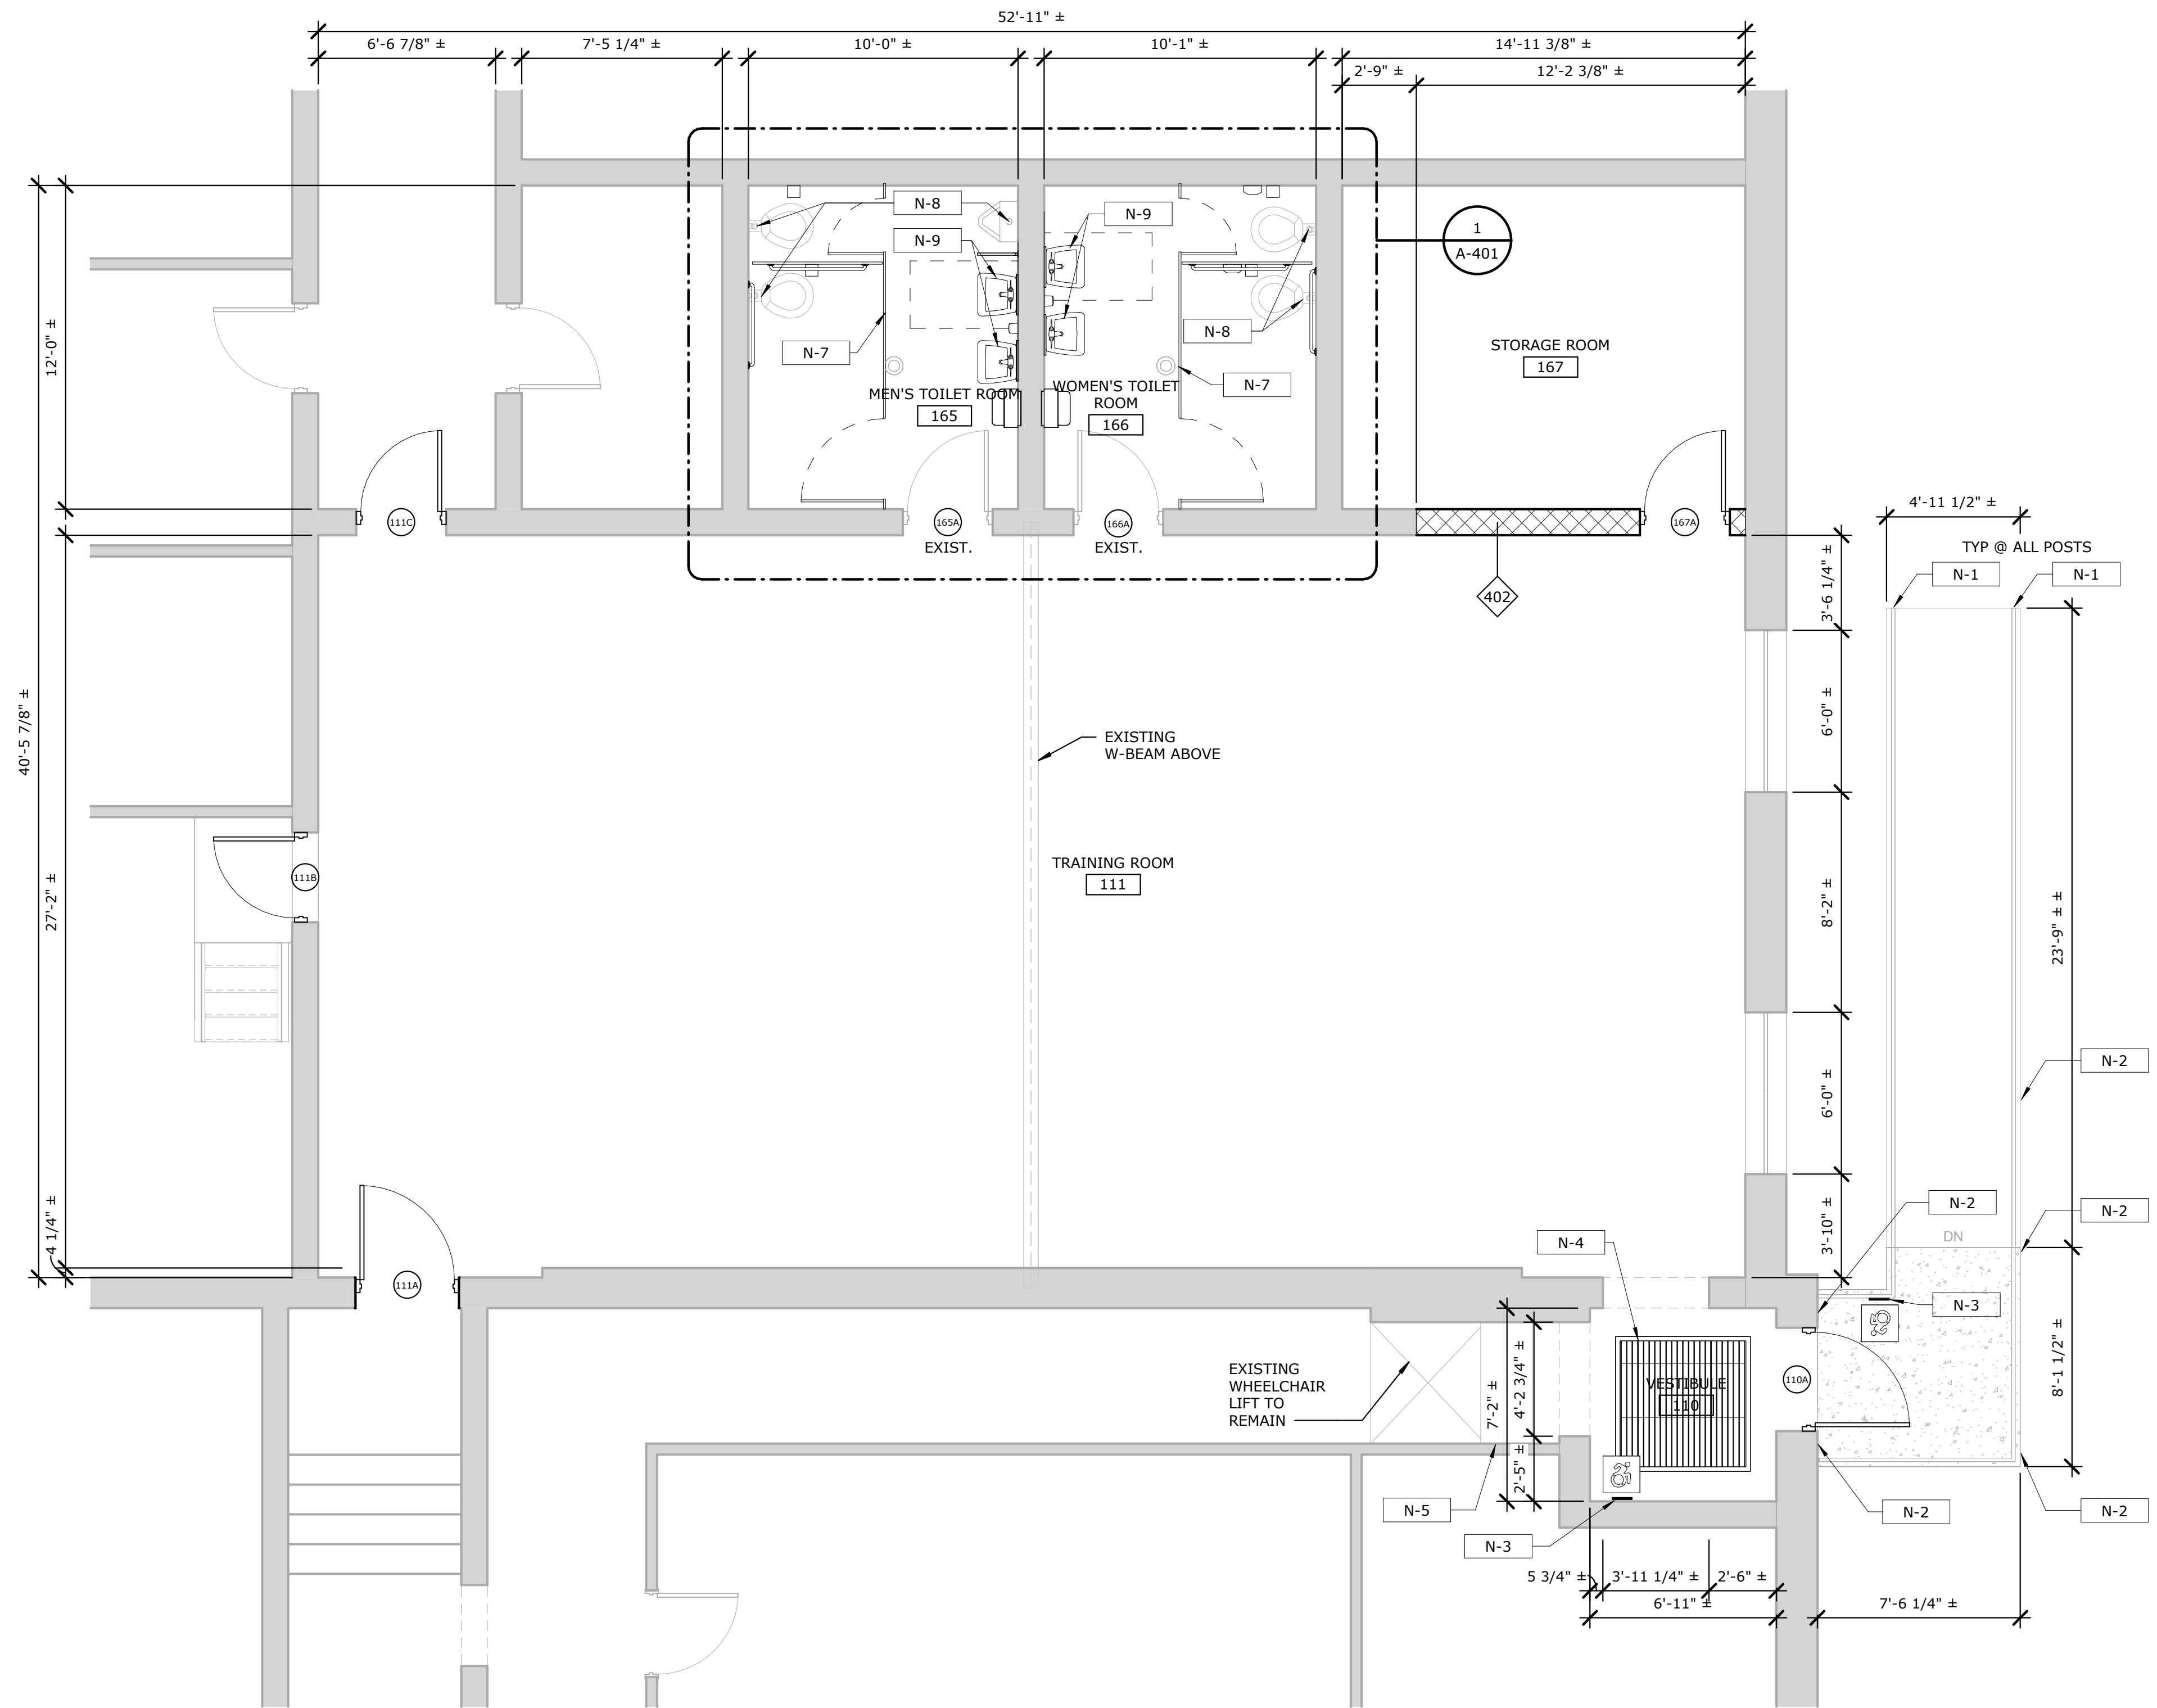 52'-11" ±
6'-6 7/8" ±
7'-5 1/4" ±
10'-0" ±
10'-1" ±
14'-11 3/8" ±
2'-9" ±
12'-2 3/8" ±
N-8
N-9
N-9
1
A-401
N-8
N-7
N-7
12'-0" ±
STORAGE ROOM
167
MEN'S TOILET ROOM
165
WOMEN'S TOILET
ROOM
166
111C
165A
EXIST.
166A
EXIST.
167A
402
4'-11 1/2" ±
TYP @ ALL POSTS
N-1
N-1
3'-6 1/4" ±
40'-5 7/8" ±
6'-0" ±
EXISTING
W-BEAM ABOVE
TRAINING ROOM
111
111B
27'-2" ±
8'-2" ±
23'-9" ± ±
N-2
6'-0" ±
4 1/4" ±
3'-10" ±
N-2
N-2
DN
N-4
111A
N-3
EXISTING
WHEELCHAIR
LIFT TO
REMAIN
7'-2" ±
4'-2 3/4" ±
2'-5" ±
VESTIBULE
110
110A
8'-1 1/2" ±
N-5
N-3
N-2
N-2
5 3/4" ±
3'-11 1/4" ±
2'-6" ±
6'-11" ±
7'-6 1/4" ±